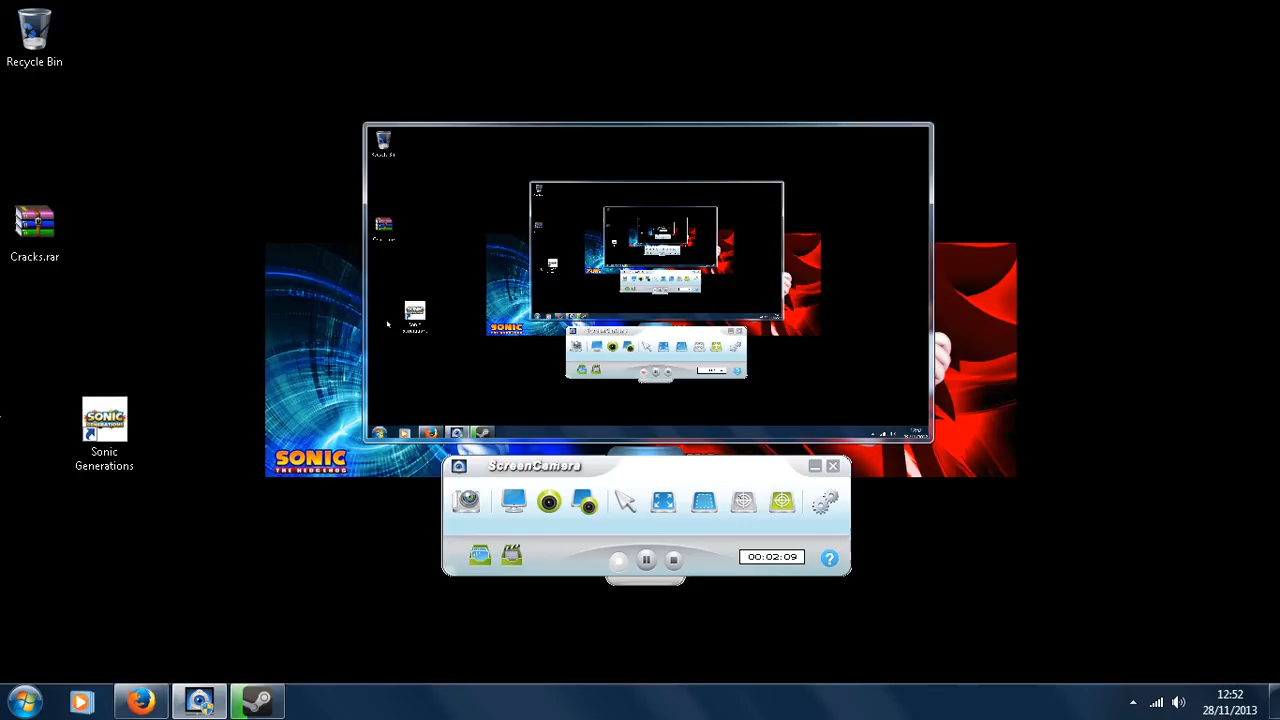 Recycle Bin
Cracks.rar
SONIC
GENERATIONS
Sonic
Generations
SONIC
SONIC
THE HEDGEHOG
ScreenCamera
00:02:09
?
12:52
28/11/2013